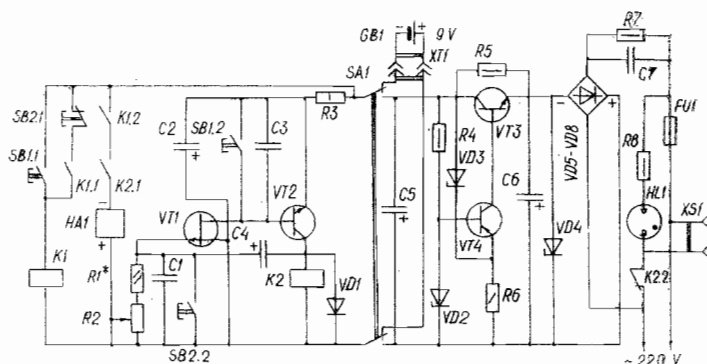 GB1 - + 9 V
XT1
R7
C7
SA1
R5
SB2.1
K1.2
C2
SB1.2
C3
R3
FU1
R4
VD3
VT3
R8
SB1.1
K1.1
K2.1
VT2
C5
C6
VD5-VD8
HL1
VT1
C4
VT4
VD4
XS1
HA1
K1
R1*
C1
K2
VD1
R6
K2.2
R2
VD2
SB2.2
~220 V